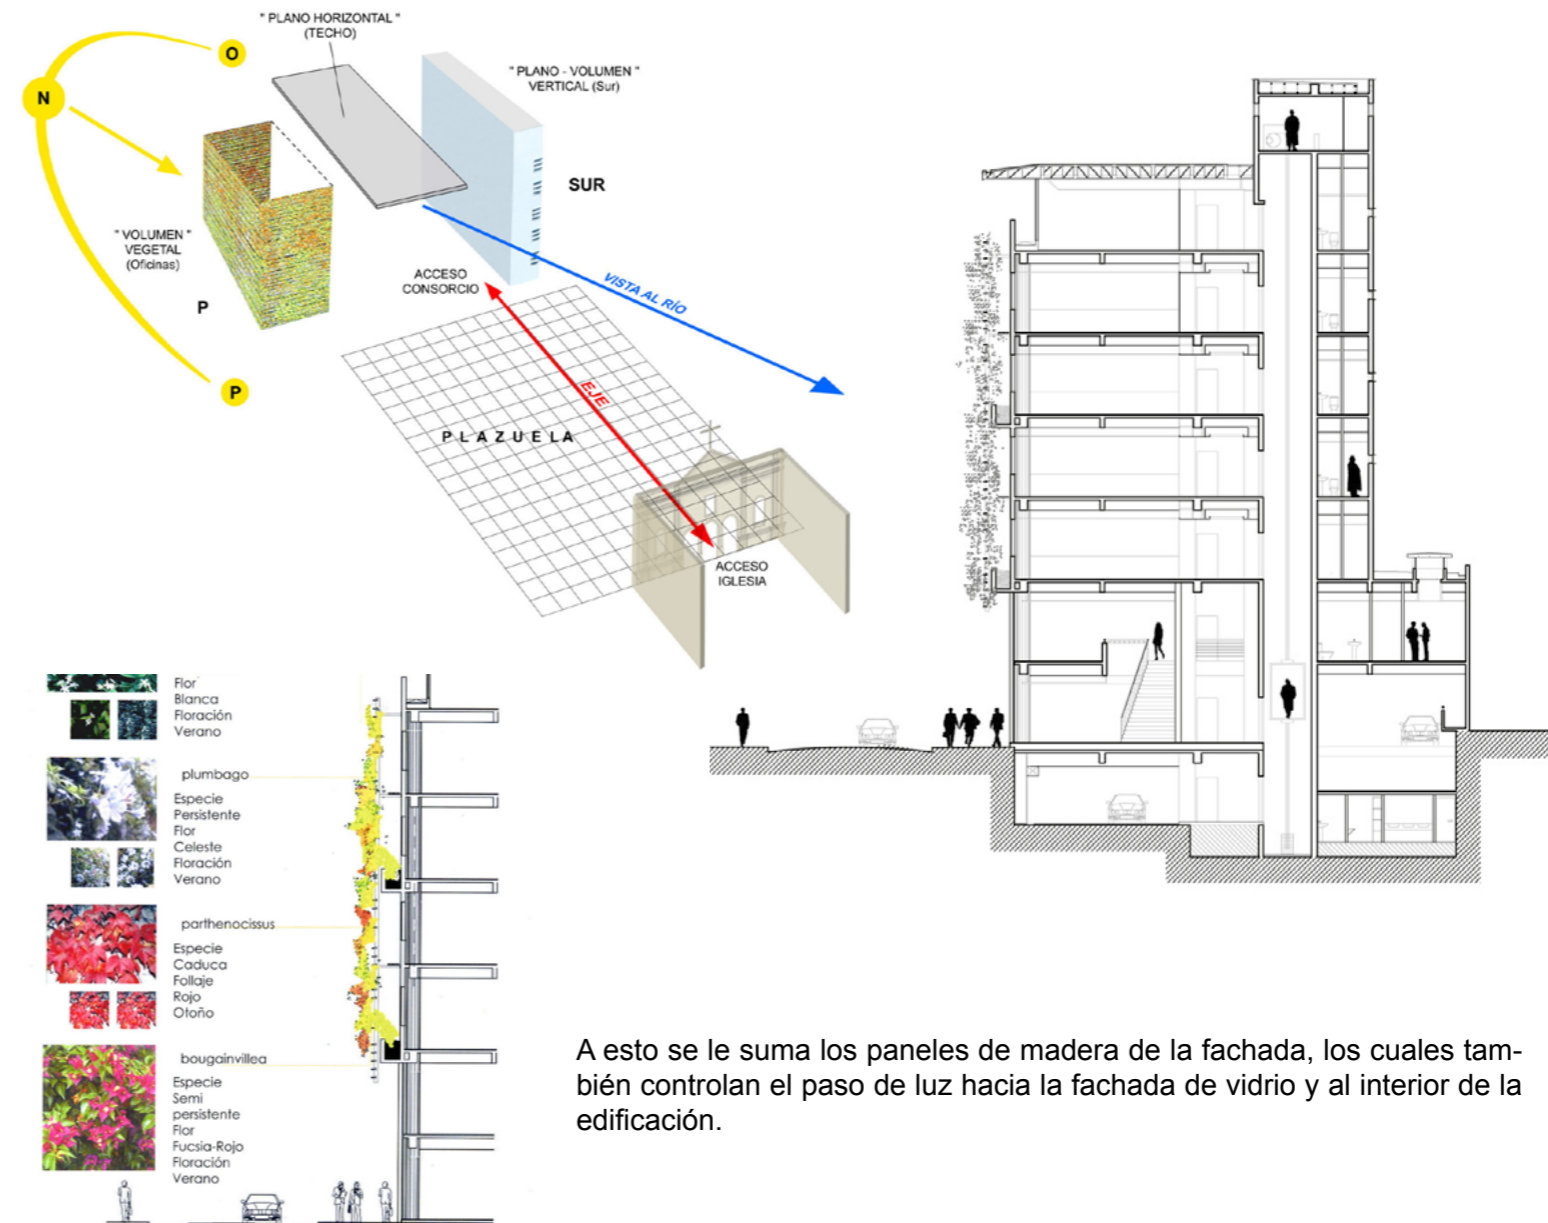 " PLANO HORIZONTAL "
(TECHO)
O
" PLANO - VOLUMEN "
VERTICAL (Sur)
N
SUR
" VOLUMEN "
VEGETAL
(Oficinas)
P
ACCESO
CONSORCIO
VISTA AL RÍO
EJE
P
PLAZUELA
ACCESO
IGLESIA
Flor
Blanca
Floración
Verano
plumbago
Especie
Persistente
Flor
Celeste
Floración
Verano
parthenocissus
Especie
Caduca
Follaje
Rojo
Otoño
bougainvillea
Especie
Semi
persistente
Flor
Fucsia-Rojo
Floración
Verano
A esto se le suma los paneles de madera de la fachada, los cuales tam-
bién controlan el paso de luz hacia la fachada de vidrio y al interior de la
edificación.